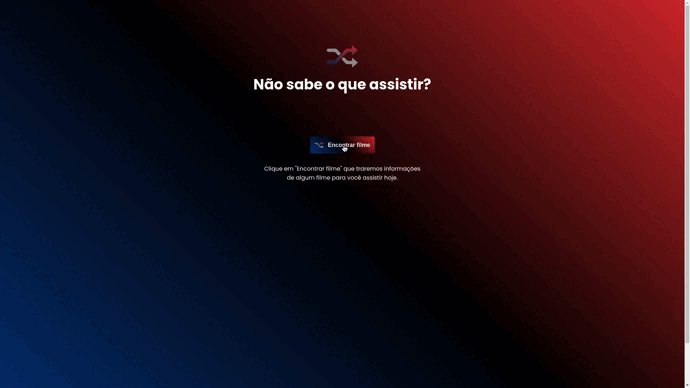 Não sabe o que assistir?
Encontrar filme
Clique em "Encontrar filme" que traremos informações
de algum filme para você assistir hoje.